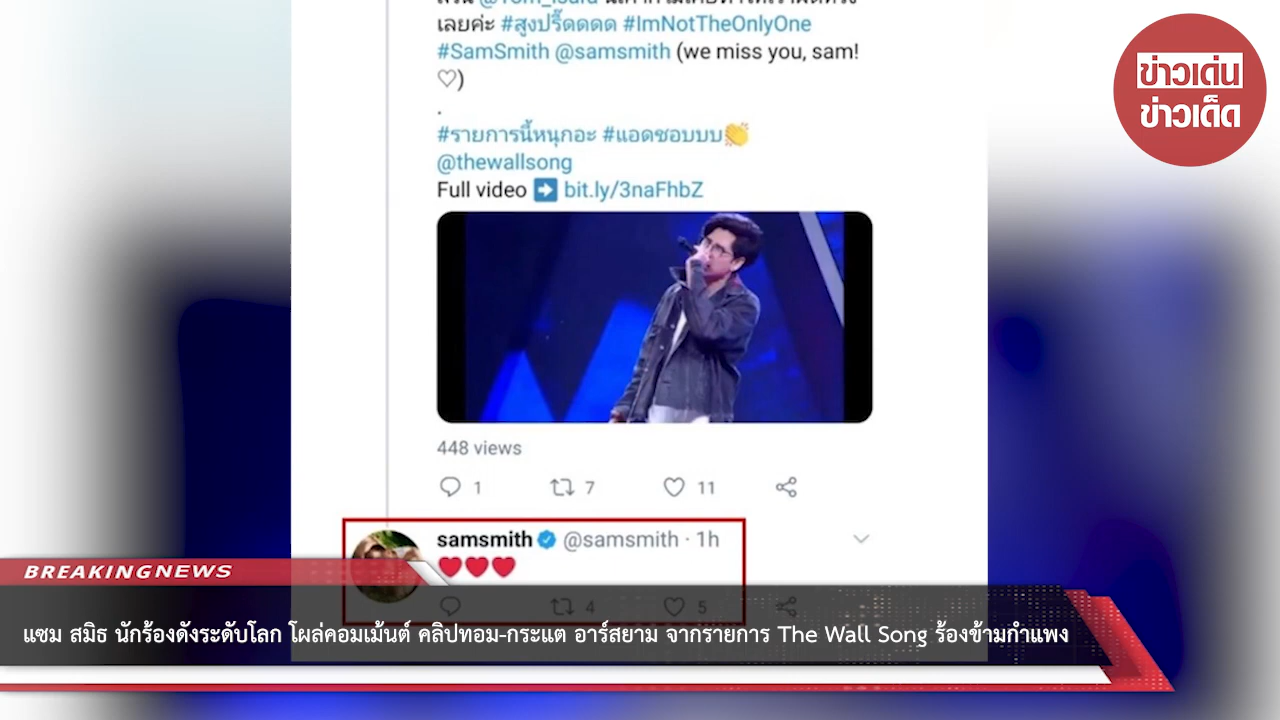 เลยค่ะ #สูงปรี๊ดดดด #ImNotTheOnlyOne
#SamSmith @samsmith (we miss you, sam!
♡)
.
#รายการนี้หนุกอะ #แอดชอบบบ👏
@thewallsong
Full video ➡ bit.ly/3naFhbZ
448 views
1 7 11
samsmith @samsmith · 1h
❤❤❤
4 5
ข่าวเด่น
ข่าวเด็ด
BREAKING NEWS
แซม สมิธ นักร้องดังระดับโลก โผล่คอมเม้นต์ คลิปทอม-กระแต อาร์สยาม จากรายการ The Wall Song ร้องข้ามกำแพง